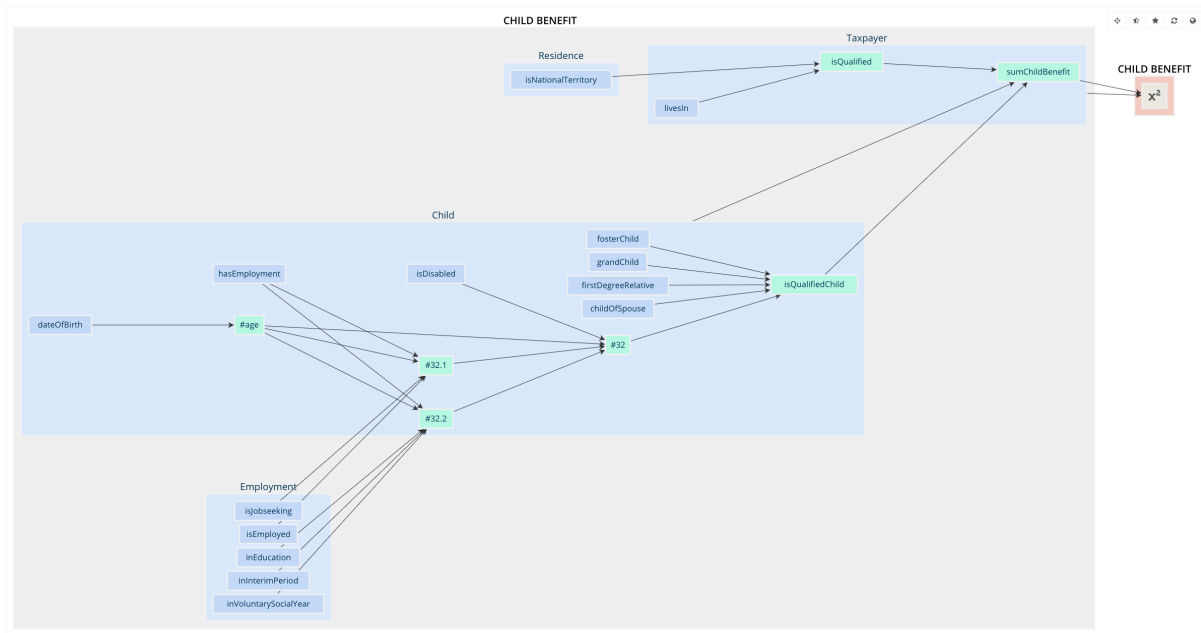 CHILD BENEFIT
Taxpayer
Residence
isQualified
isNationalTerritory
sumChildBenefit
CHILD BENEFIT
x²
livesIn
Child
fosterChild
grandChild
hasEmployment
isDisabled
firstDegreeRelative
isQualifiedChild
childOfSpouse
dateOfBirth
#age
#32
#32.1
#32.2
Employment
isJobseeking
isEmployed
inEducation
inInterimPeriod
inVoluntarySocialYear